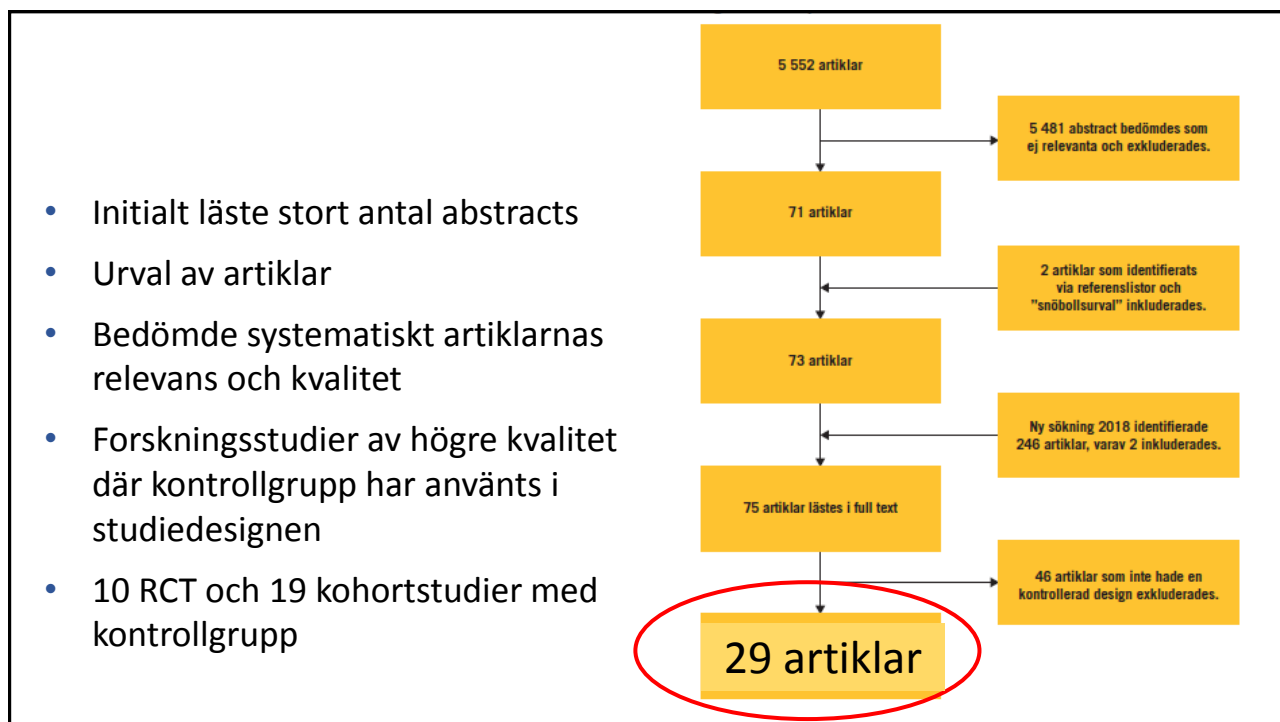 • Initialt läste stort antal abstracts
• Urval av artiklar
• Bedömde systematiskt artiklarnas
relevans och kvalitet
• Forskningsstudier av högre kvalitet
där kontrollgrupp har använts i
studiedesignen
• 10 RCT och 19 kohortstudier med
kontrollgrupp
5 552 artiklar
5 481 abstract bedömdes som
ej relevanta och exkluderades.
71 artiklar
2 artiklar som identifierats
via referenslistor och
"snöbollsurval" inkluderades.
73 artiklar
Ny sökning 2018 identifierade
246 artiklar, varav 2 inkluderades.
75 artiklar lästes i full text
46 artiklar som inte hade en
kontrollerad design exkluderades.
29 artiklar